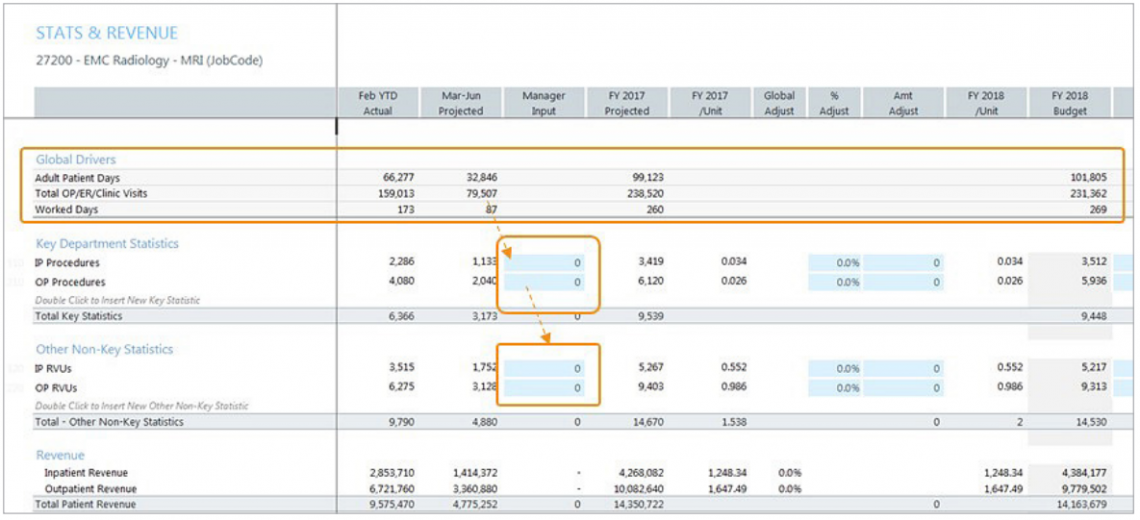 STATS & REVENUE
27200 - EMC Radiology - MRI (JobCode)
Feb YTD Mar-Jun Manager FY 2017 FY 2017 Global % Amt FY 2018 FY 2018
Actual Projected Input Projected /Unit Adjust Adjust Adjust /Unit Budget
Global Drivers
Adult Patient Days 66,277 32,846 99,123 101,805
Total OP/ER/Clinic Visits 159,013 79,507 238,520 231,362
Worked Days 173 87 260 269
Key Department Statistics
IP Procedures 2,286 1,133 0 3,419 0.034 0.0% 0 0.034 3,512
OP Procedures 4,080 2,040 0 6,120 0.026 0.0% 0 0.026 5,936
Double Click to Insert New Key Statistic
Total Key Statistics 6,366 3,173 0 9,539 9,448
Other Non-Key Statistics
IP RVUs 3,515 1,752 0 5,267 0.552 0.0% 0 0.552 5,217
OP RVUs 6,275 3,128 0 9,403 0.986 0.0% 0 0.986 9,313
Double Click to Insert New Other Non-Key Statistic
Total - Other Non-Key Statistics 9,790 4,880 0 14,670 1.538 0 2 14,530
Revenue
Inpatient Revenue 2,853,710 1,414,372 - 4,268,082 1,248.34 0.0% 1,248.34 4,384,177
Outpatient Revenue 6,721,760 3,360,880 - 10,082,640 1,647.49 0.0% 1,647.49 9,779,502
Total Patient Revenue 9,575,470 4,775,252 0 14,350,722 0 14,163,679